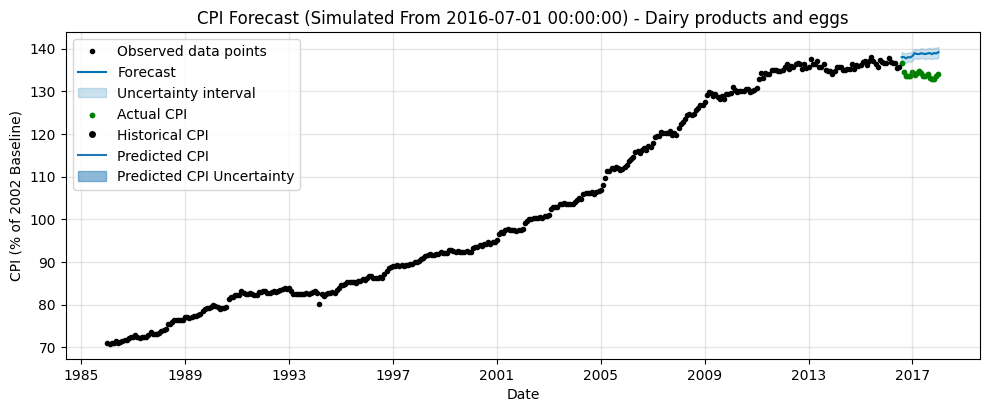 CPI Forecast (Simulated From 2016-07-01 00:00:00) - Dairy products and eggs
Observed data points
Forecast
Uncertainty interval
Actual CPI
Historical CPI
Predicted CPI
Predicted CPI Uncertainty
CPI (% of 2002 Baseline)
140
130
120
110
100
90
80
70
1985 1989 1993 1997 2001 2005 2009 2013 2017
Date